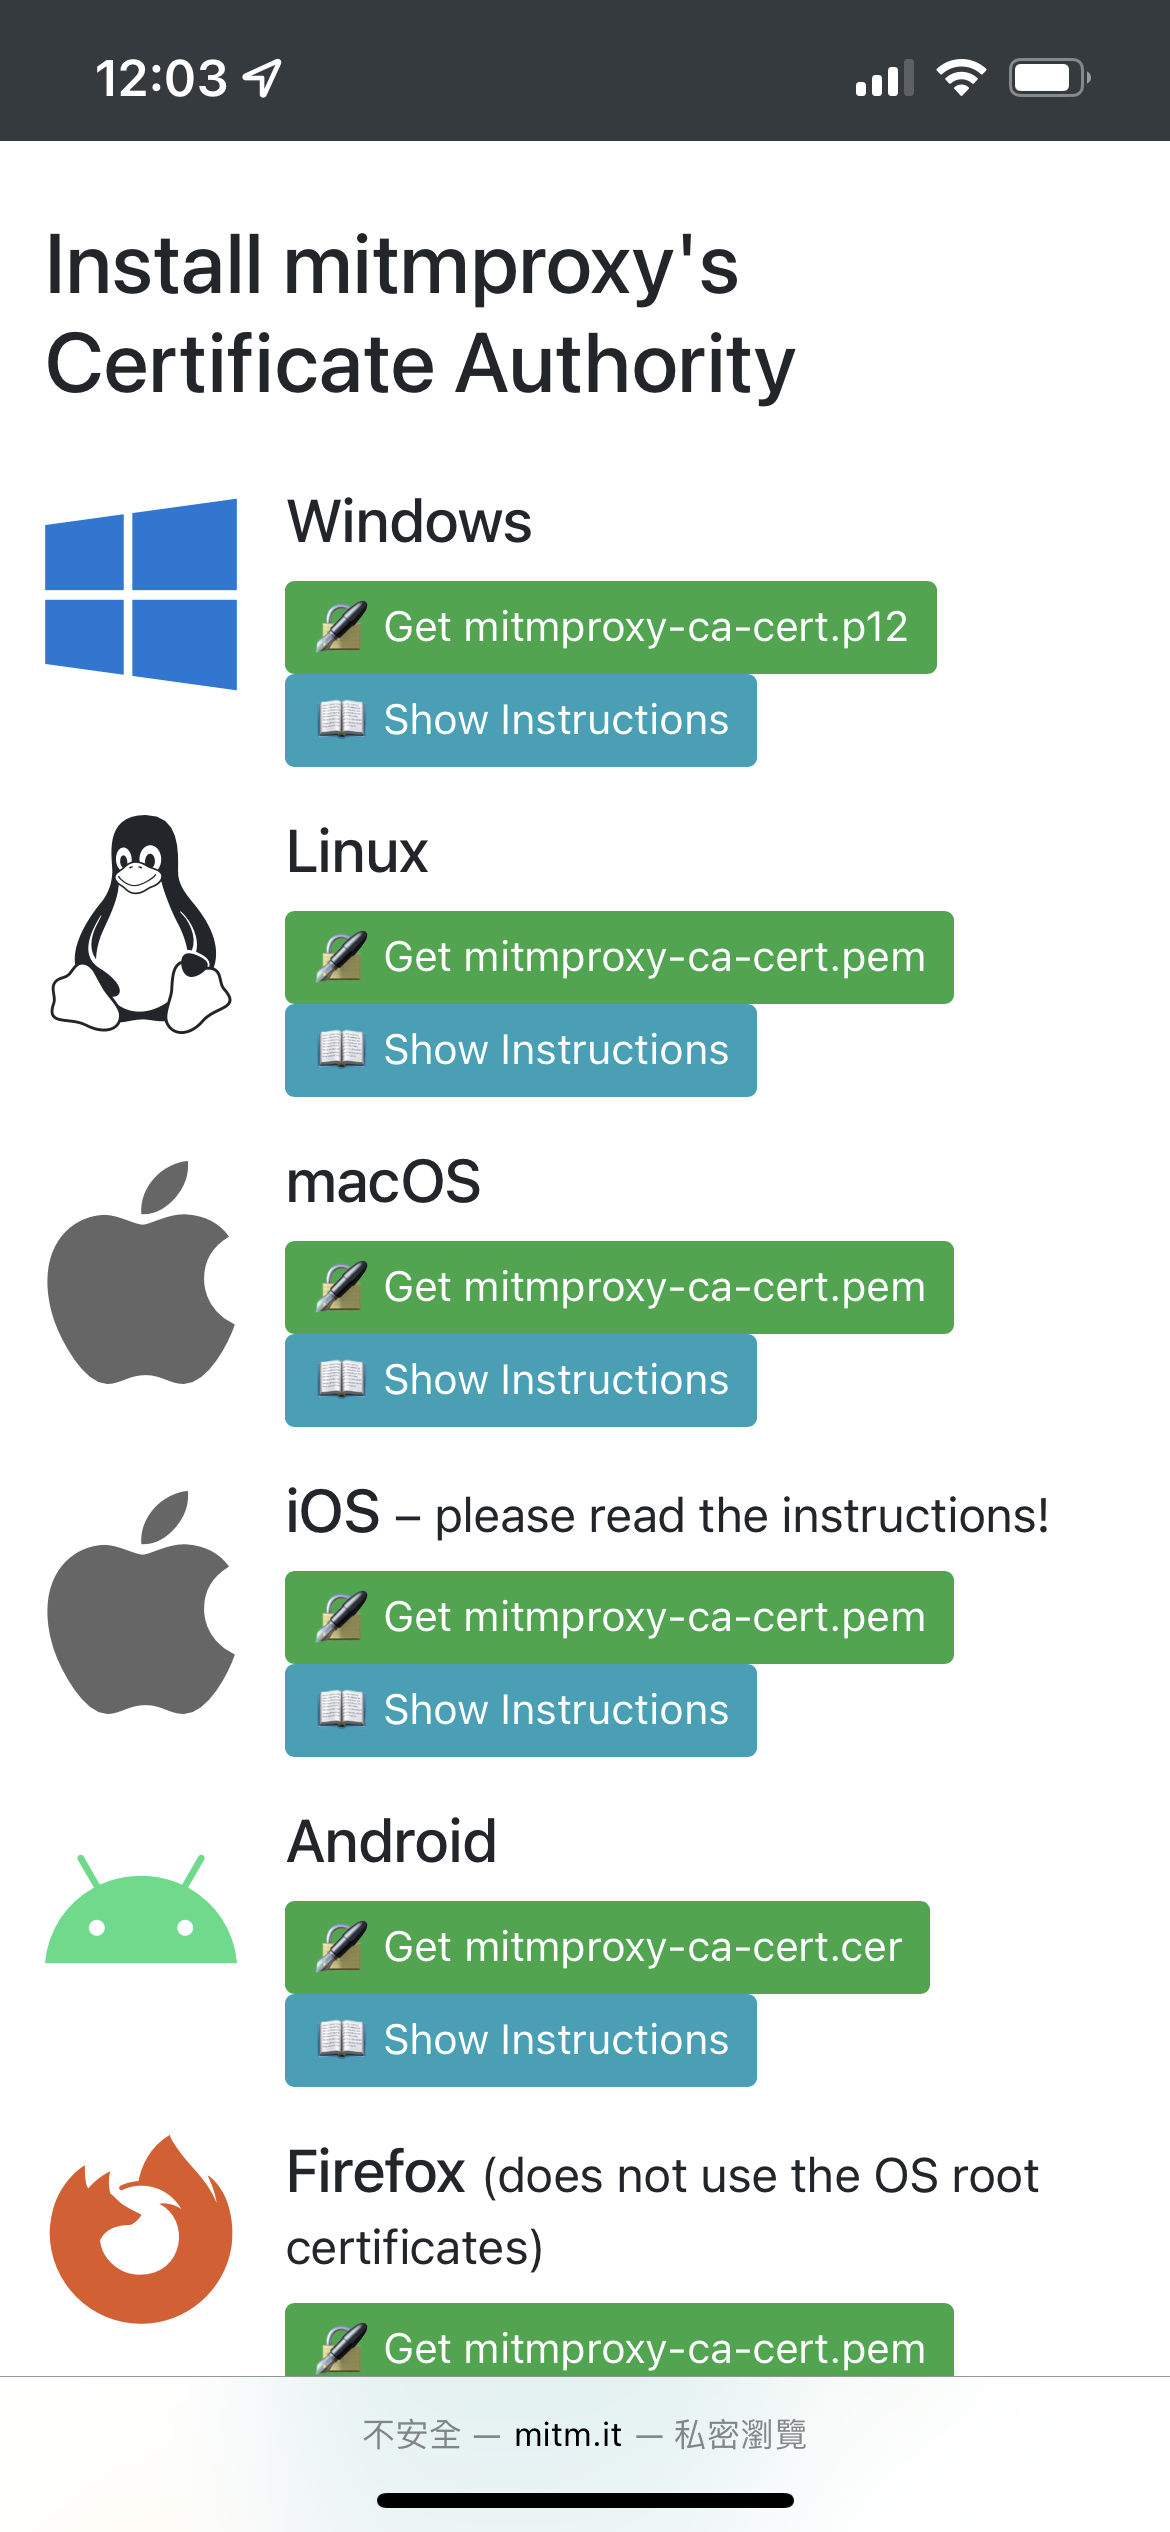 12:03
Install mitmproxy's
Certificate Authority
Windows
Get mitmproxy-ca-cert.p12
Show Instructions
Linux
Get mitmproxy-ca-cert.pem
Show Instructions
macOS
Get mitmproxy-ca-cert.pem
Show Instructions
iOS – please read the instructions!
Get mitmproxy-ca-cert.pem
Show Instructions
Android
Get mitmproxy-ca-cert.cer
Show Instructions
Firefox (does not use the OS root
certificates)
Get mitmproxy-ca-cert.pem
不安全 — mitm.it — 私密瀏覽